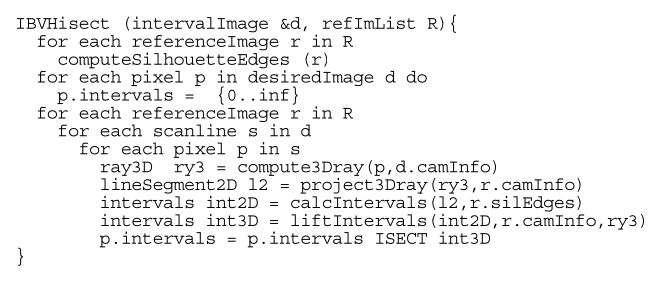 IBVHisect (intervalImage &d, refImList R){
  for each referenceImage r in R
    computeSilhouetteEdges (r)
  for each pixel p in desiredImage d do
    p.intervals =  {0..inf}
  for each referenceImage r in R
    for each scanline s in d
      for each pixel p in s
        ray3D  ry3 = compute3Dray(p,d.camInfo)
        lineSegment2D l2 = project3Dray(ry3,r.camInfo)
        intervals int2D = calcIntervals(l2,r.silEdges)
        intervals int3D = liftIntervals(int2D,r.camInfo,ry3)
        p.intervals = p.intervals ISECT int3D
}